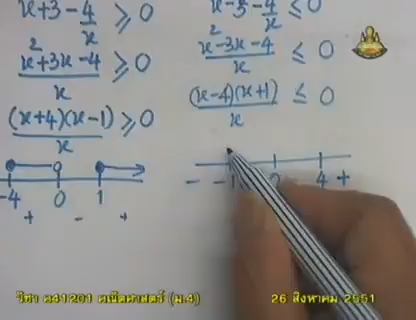 x+3-4/x ≥ 0
x²+3x-4/x ≥ 0
(x+4)(x-1)/x ≥ 0
-4 0 1
+ - +
x-3-4/x ≤ 0
x²-3x-4/x ≤ 0
(x-4)(x+1)/x ≤ 0
- -1 0 4 +
วิชา ค41201 คณิตศาสตร์ (ม.4) 26 สิงหาคม 2551